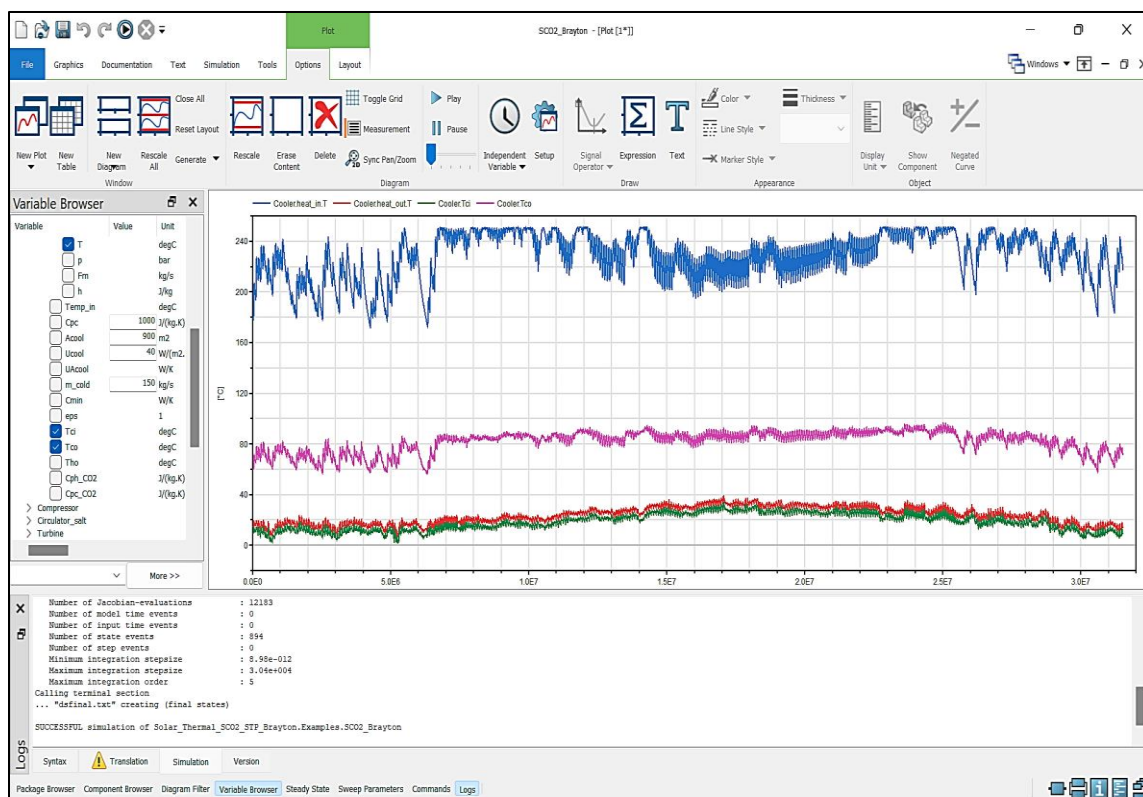 Plot
SCO2_Brayton - [Plot [1*]]
File Graphics Documentation Text Simulation Tools Options Layout
Windows
New Plot
New Table
New Diagram
Rescale All
Close All
Reset Layout
Generate
Window
Rescale
Erase Content
Delete
Toggle Grid
Measurement
Sync Pan/Zoom
Diagram
Play
Pause
Independent Variable
Setup
Signal Operator
Expression
Text
Draw
Color
Line Style
Marker Style
Thickness
Appearance
Display Unit
Show Component
Negated Curve
Object
Variable Browser
Variable Value Unit
T degC
p bar
Fm kg/s
h J/kg
Temp_in degC
Cpc 1000 J/(kg.K)
Acool 900 m2
Ucool 40 W/(m2.
UAcool W/K
m_cold 150 kg/s
Cmin W/K
eps 1
Tci degC
Tco degC
Tho degC
Cph_CO2 J/(kg.K)
Cpc_CO2 J/(kg.K)
Compressor
Circulator_salt
Turbine
More >>
Cooler.heat_in.T Cooler.heat_out.T Cooler.Tci Cooler.Tco
240
200
160
120
80
40
0
[°C]
0.0E0 5.0E6 1.0E7 1.5E7 2.0E7 2.5E7 3.0E7
Number of Jacobian-evaluations : 12183
Number of model time events : 0
Number of input time events : 0
Number of state events : 894
Number of step events : 0
Minimum integration stepsize : 8.98e-012
Maximum integration stepsize : 3.04e+004
Maximum integration order : 5
Calling terminal section
... "dsfinal.txt" creating (final states)
SUCCESSFUL simulation of Solar_Thermal_SCO2_STP_Brayton.Examples.SCO2_Brayton
Logs
Syntax Translation Simulation Version
Package Browser Component Browser Diagram Filter Variable Browser Steady State Sweep Parameters Commands Logs